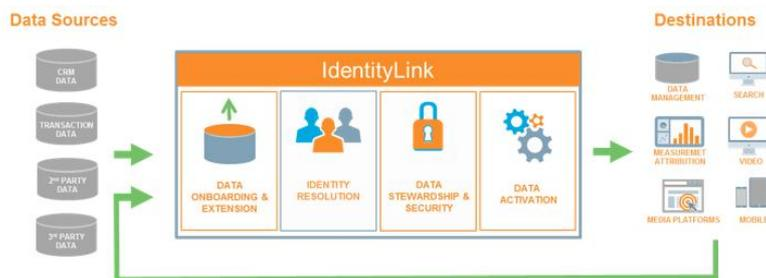 Data Sources
Destinations
CRM
DATA
TRANSACTION
DATA
2ND PARTY
DATA
3RD PARTY
DATA
IdentityLink
DATA
ONBOARDING &
EXTENSION
IDENTITY
RESOLUTION
DATA
STEWARDSHIP &
SECURITY
DATA
ACTIVATION
DATA
MANAGEMENT
SEARCH
MEASUREMET
ATTRIBUTION
VIDEO
MEDIA PLATFORMS
MOBILE